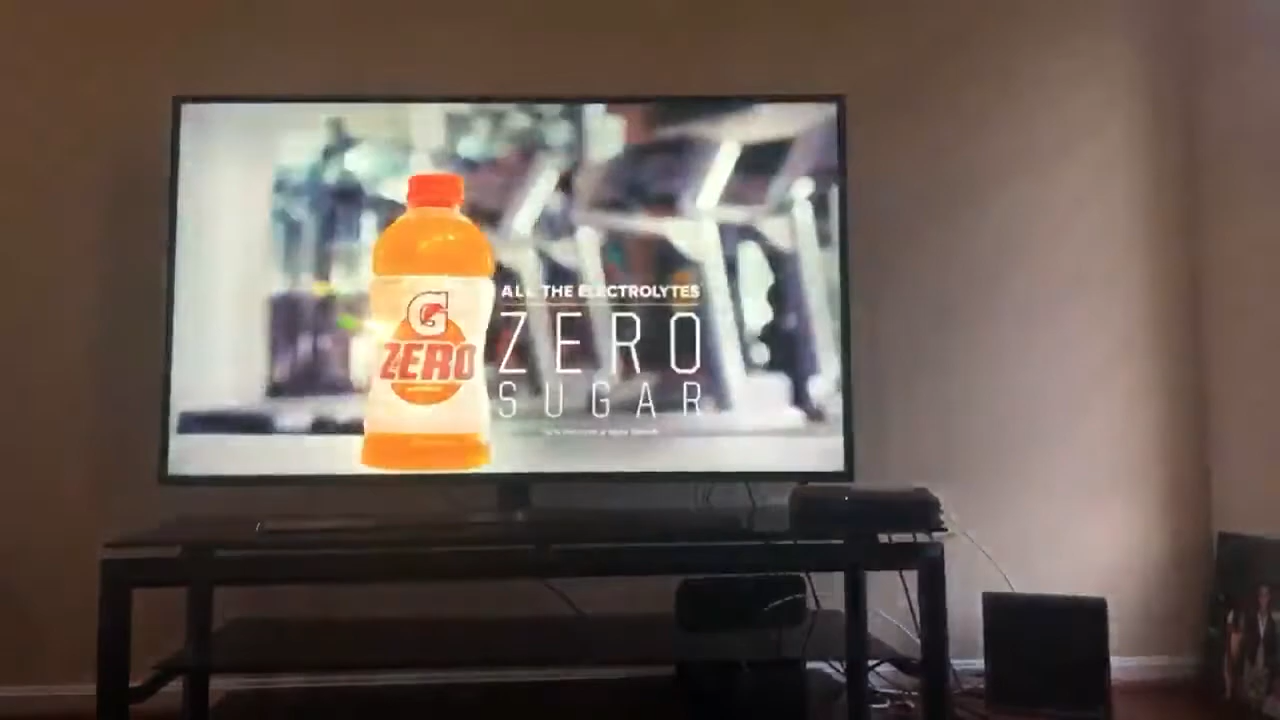 G
ZERO
ALL THE ELECTROLYTES
ZERO
SUGAR